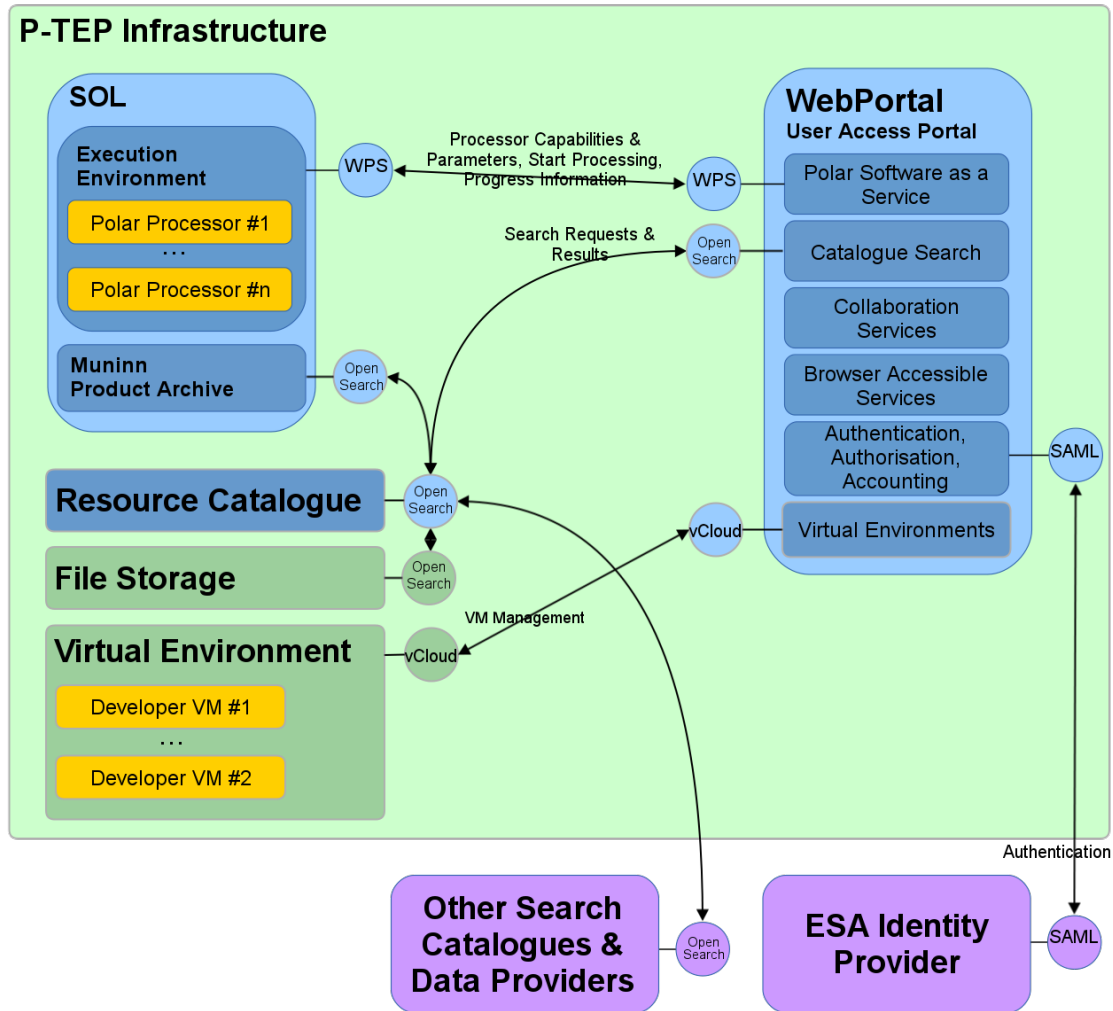 P-TEP Infrastructure
SOL
Execution
Environment
Polar Processor #1
...
Polar Processor #n
Muninn
Product Archive
WPS
Processor Capabilities &
Parameters, Start Processing,
Progress Information
WPS
Search Requests &
Results
Open
Search
Open
Search
WebPortal
User Access Portal
Polar Software as a
Service
Catalogue Search
Collaboration
Services
Browser Accessible
Services
Authentication,
Authorisation,
Accounting
SAML
Virtual Environments
vCloud
Resource Catalogue
Open
Search
File Storage
Open
Search
VM Management
Virtual Environment
vCloud
Developer VM #1
...
Developer VM #2
Authentication
Other Search
Catalogues &
Data Providers
Open
Search
ESA Identity
Provider
SAML